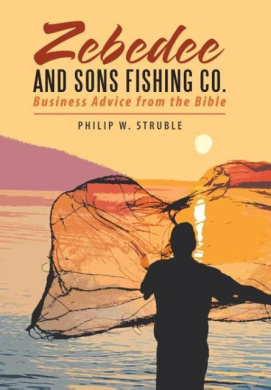 Zebedee
AND SONS FISHING CO.
Business Advice from the Bible
PHILIP W. STRUBLE